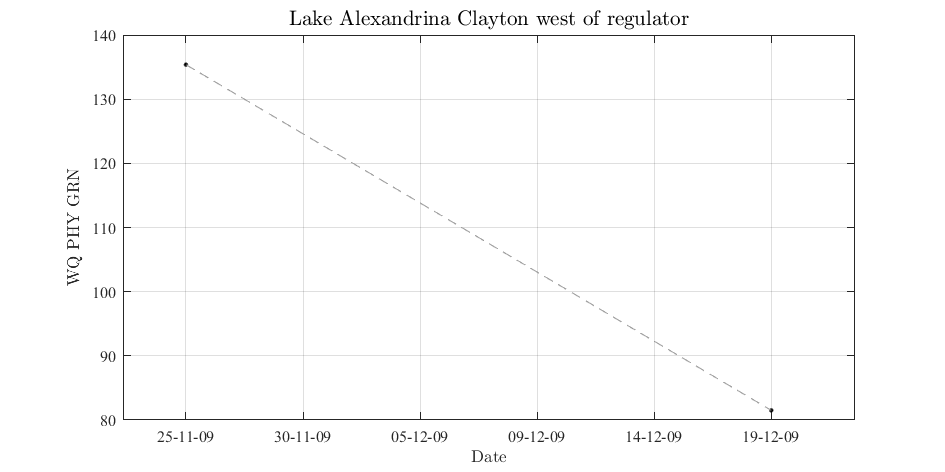 Lake Alexandrina Clayton west of regulator
140
130
120
110
100
90
80
WQ PHY GRN
25-11-09 30-11-09 05-12-09 09-12-09 14-12-09 19-12-09
Date